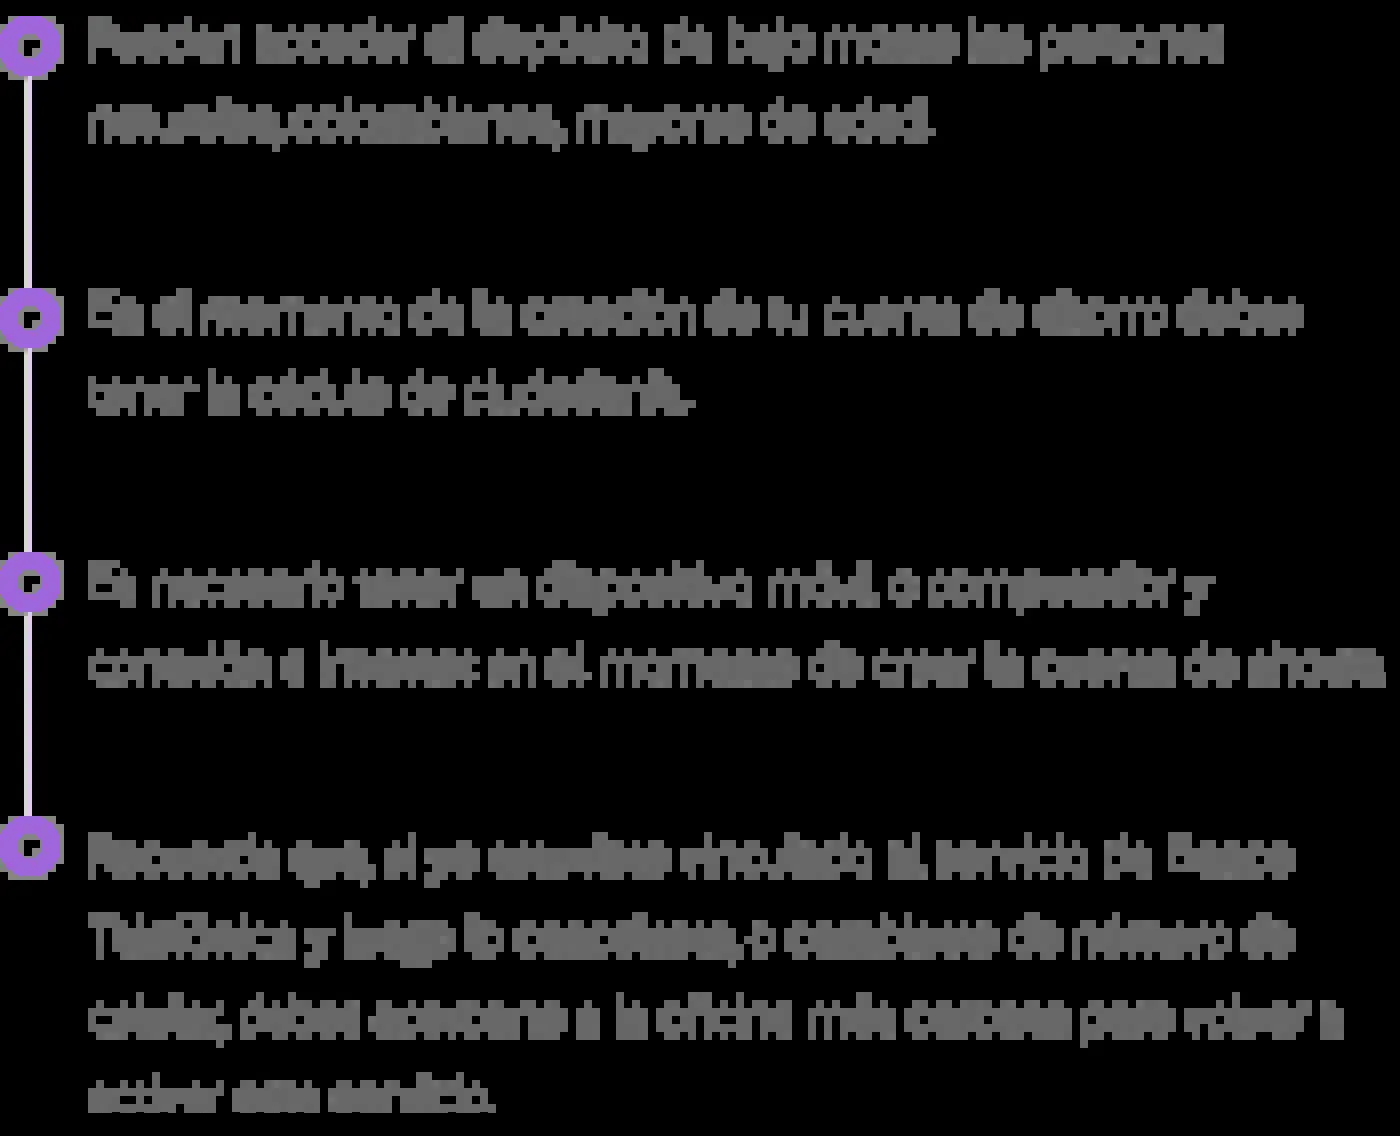 Pueden acceder al depósito de bajo monto las personas
naturales, colombianas, mayores de edad.
En el momento de la creación de tu cuenta de ahorro debes
tener la cédula de ciudadanía.
Es necesario tener un dispositivo móvil o computador y
conexión a internet en el momento de crear la cuenta de ahorro.
Recuerda que, si ya estuviste vinculado al servicio de Banca
Telefónica y luego lo cancelaste, o cambiaste de número de
celular, debes acercarte a la oficina más cercana para volver a
activar este servicio.